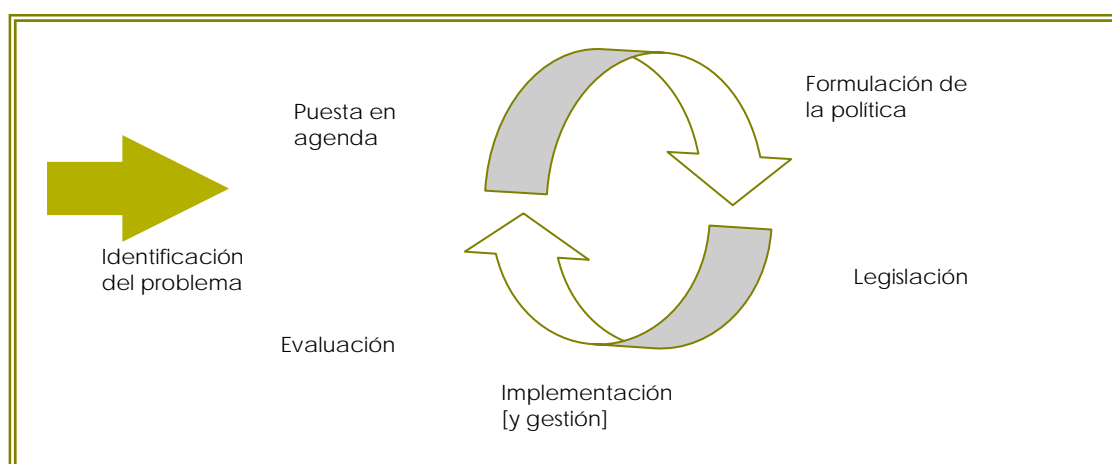 Puesta en
agenda
Formulación de
la política
Identificación
del problema
Legislación
Evaluación
Implementación
[y gestión]